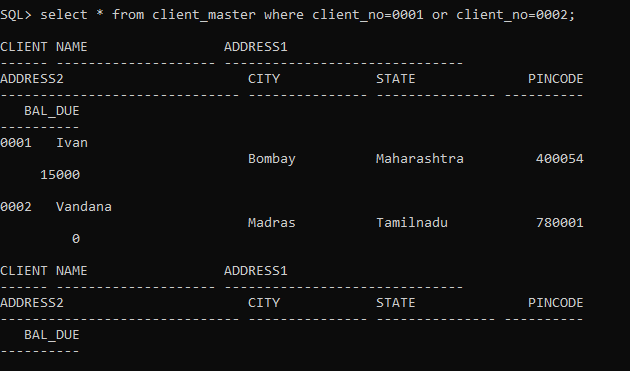 SQL> select * from client_master where client_no=0001 or client_no=0002;
CLIENT NAME                 ADDRESS1
------ -------------------- ------------------------------
ADDRESS2                       CITY            STATE              PINCODE
------------------------------ --------------- --------------- ----------
   BAL_DUE
----------
0001   Ivan
                               Bombay          Maharashtra         400054
     15000
0002   Vandana
                               Madras          Tamilnadu           780001
         0
CLIENT NAME                 ADDRESS1
------ -------------------- ------------------------------
ADDRESS2                       CITY            STATE              PINCODE
------------------------------ --------------- --------------- ----------
   BAL_DUE
----------